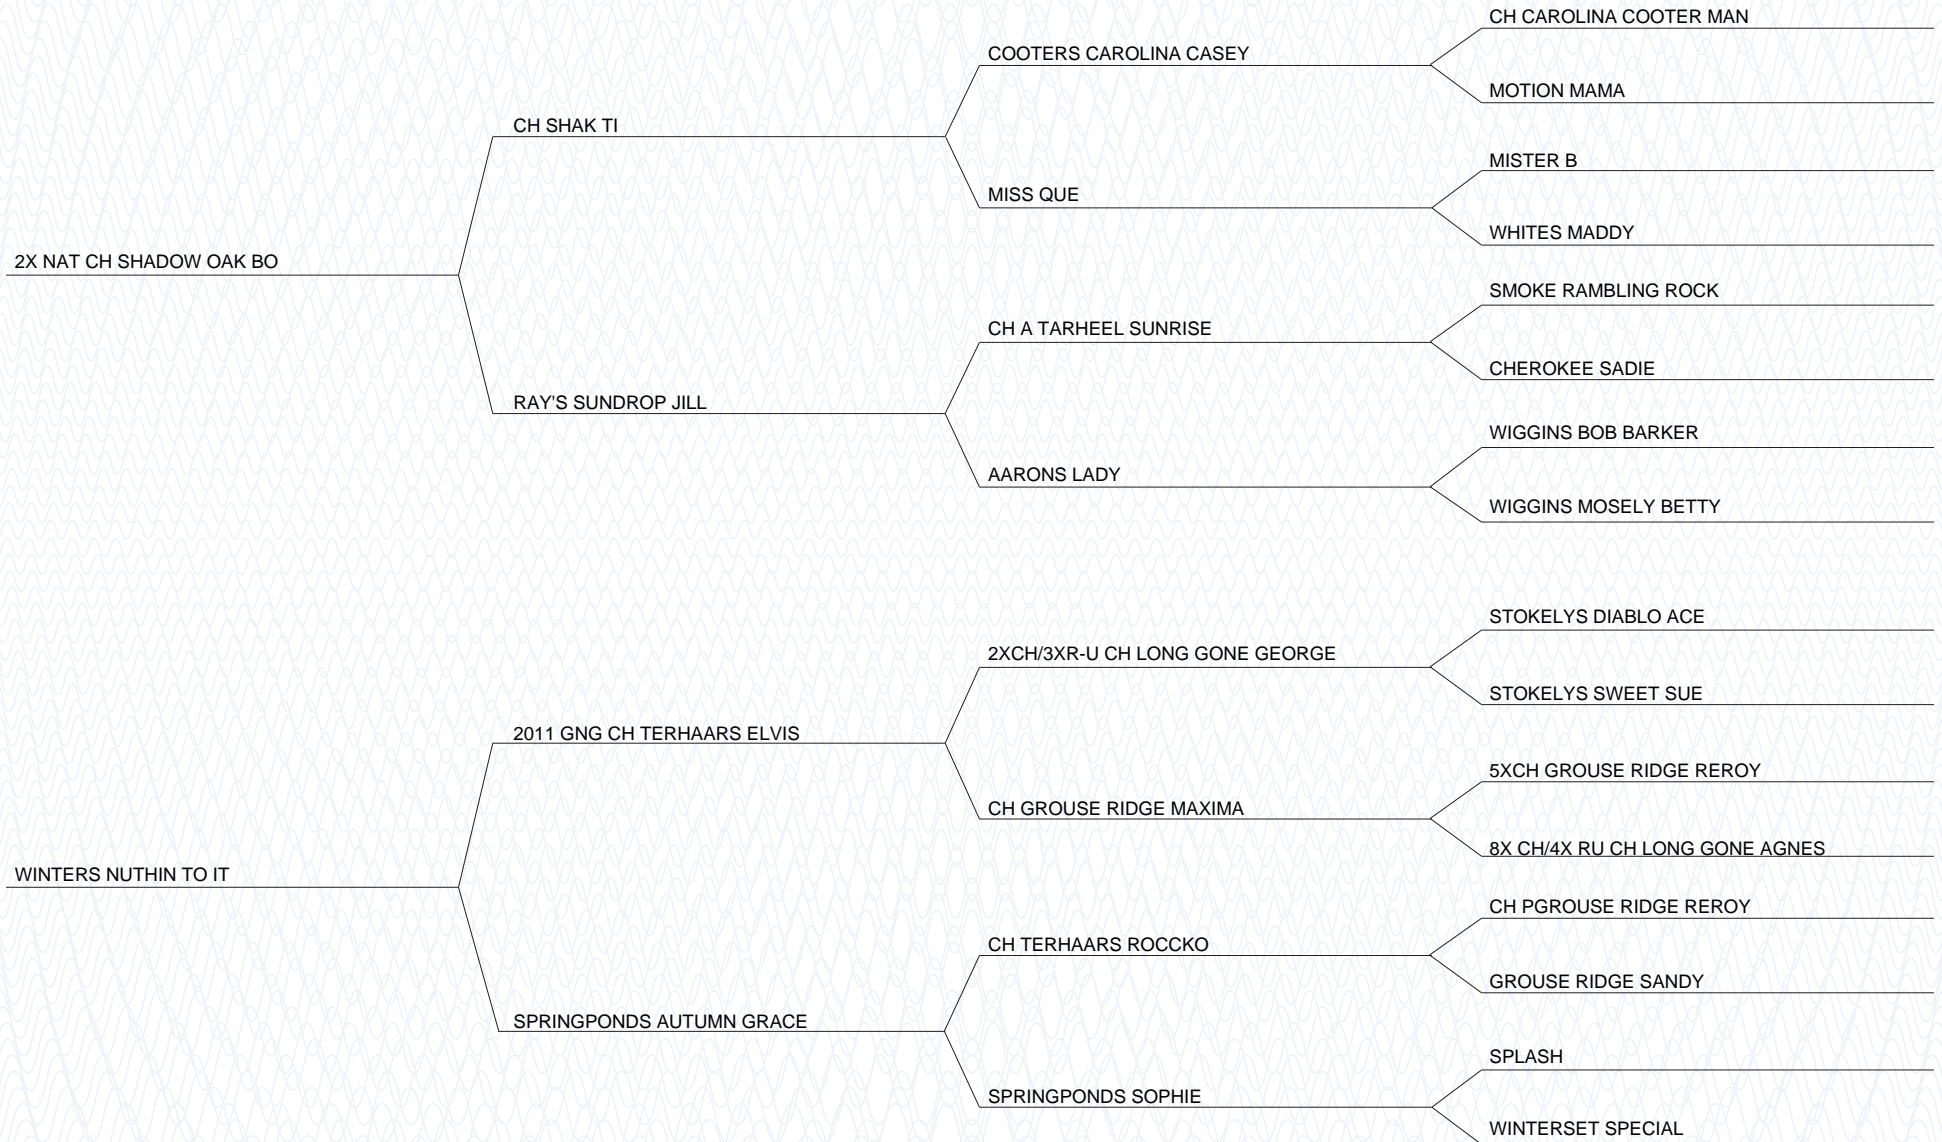 CH CAROLINA COOTER MAN
COOTERS CAROLINA CASEY
MOTION MAMA
CH SHAK TI
MISTER B
MISS QUE
WHITES MADDY
2X NAT CH SHADOW OAK BO
SMOKE RAMBLING ROCK
CH A TARHEEL SUNRISE
CHEROKEE SADIE
RAY'S SUNDROP JILL
WIGGINS BOB BARKER
AARONS LADY
WIGGINS MOSELY BETTY
STOKELYS DIABLO ACE
2XCH/3XR-U CH LONG GONE GEORGE
STOKELYS SWEET SUE
2011 GNG CH TERHAARS ELVIS
5XCH GROUSE RIDGE REROY
CH GROUSE RIDGE MAXIMA
8X CH/4X RU CH LONG GONE AGNES
WINTERS NUTHIN TO IT
CH PGROUSE RIDGE REROY
CH TERHAARS ROCCKO
GROUSE RIDGE SANDY
SPRINGPONDS AUTUMN GRACE
SPLASH
SPRINGPONDS SOPHIE
WINTERSET SPECIAL